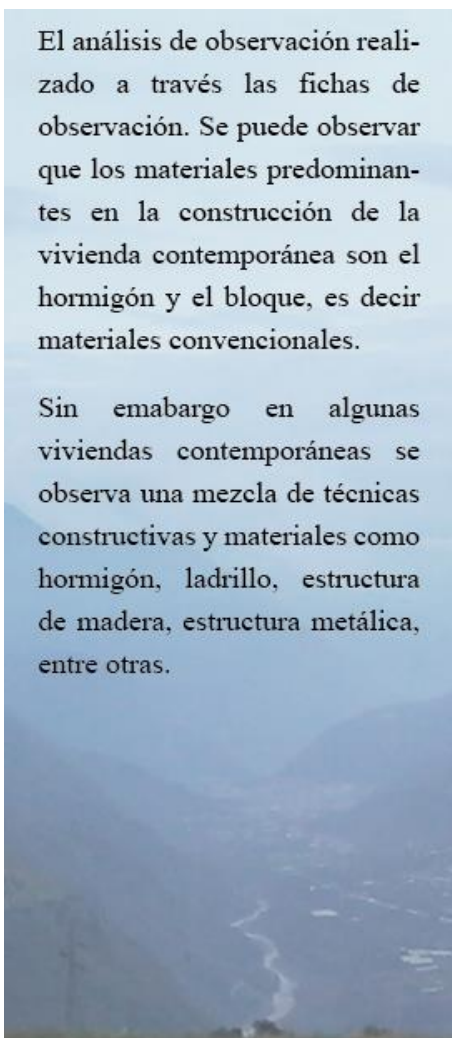 El análisis de observación reali-
zado a través las fichas de
observación. Se puede observar
que los materiales predominan-
tes en la construcción de la
vivienda contemporánea son el
hormigón y el bloque, es decir
materiales convencionales.
Sin emabargo en algunas
viviendas contemporáneas se
observa una mezcla de técnicas
constructivas y materiales como
hormigón, ladrillo, estructura
de madera, estructura metálica,
entre otras.